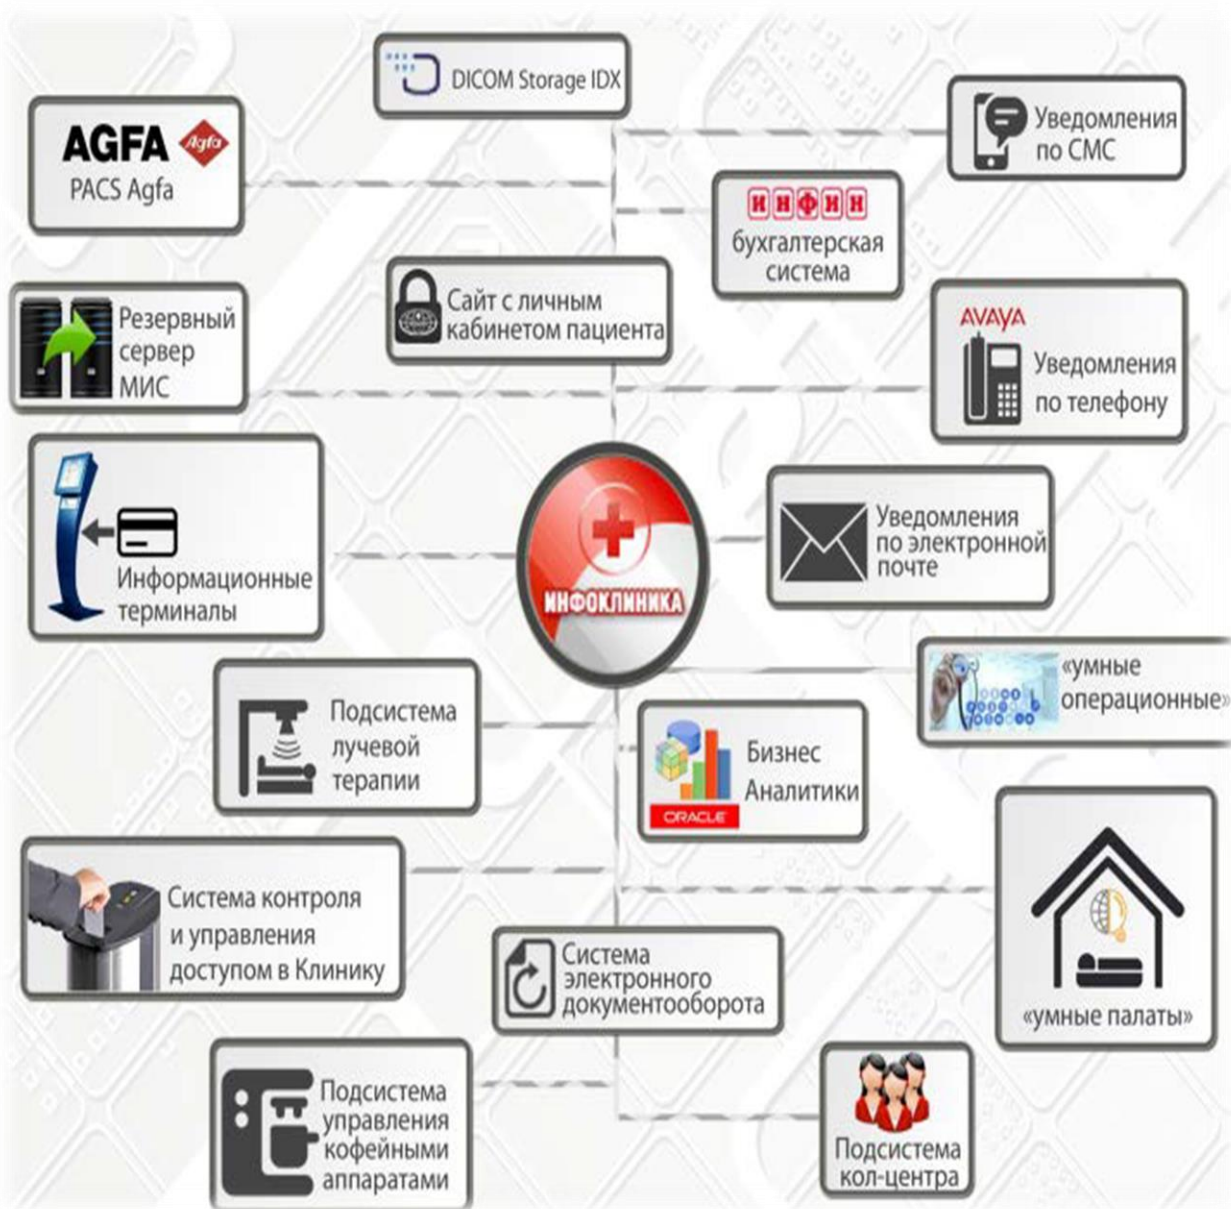 DICOM Storage IDX
AGFA
Agfa
PACS Agfa
Уведомления
по СМС
ИНФИН
бухгалтерская
система
Резервный
сервер
МИС
Сайт с личным
кабинетом пациента
AVAYA
Уведомления
по телефону
Информационные
терминалы
ИНФОКЛИНИКА
Уведомления
по электронной
почте
«умные
операционные»
Подсистема
лучевой
терапии
Бизнес
Аналитики
ORACLE
Система контроля
и управления
доступом в Клинику
Система
электронного
документооборота
«умные палаты»
Подсистема
управления
кофейными
аппаратами
Подсистема
кол-центра